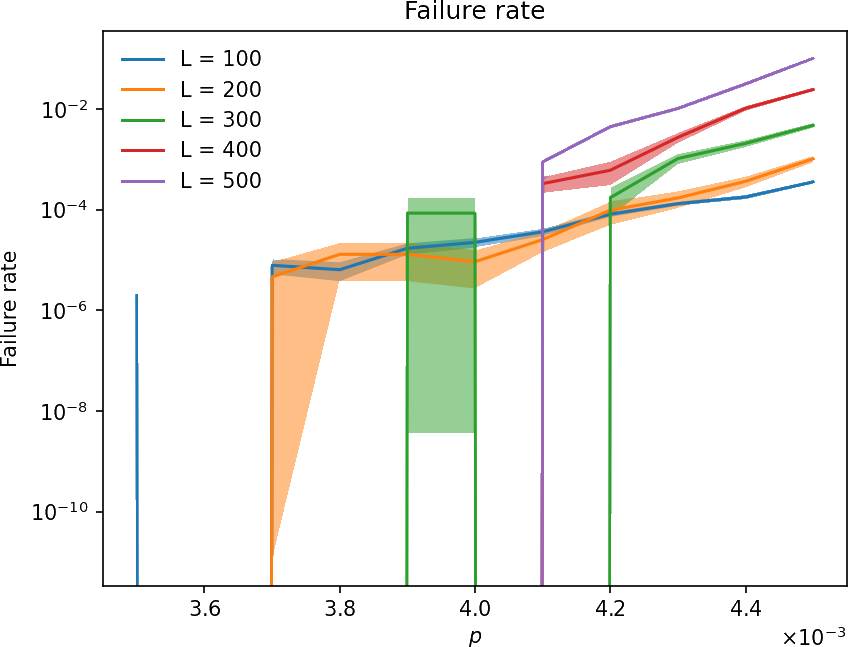 Failure rate
L = 100
L = 200
L = 300
L = 400
L = 500
Failure rate
10⁻²
10⁻⁴
10⁻⁶
10⁻⁸
10⁻¹⁰
3.6 3.8 4.0 4.2 4.4
p
×10⁻³